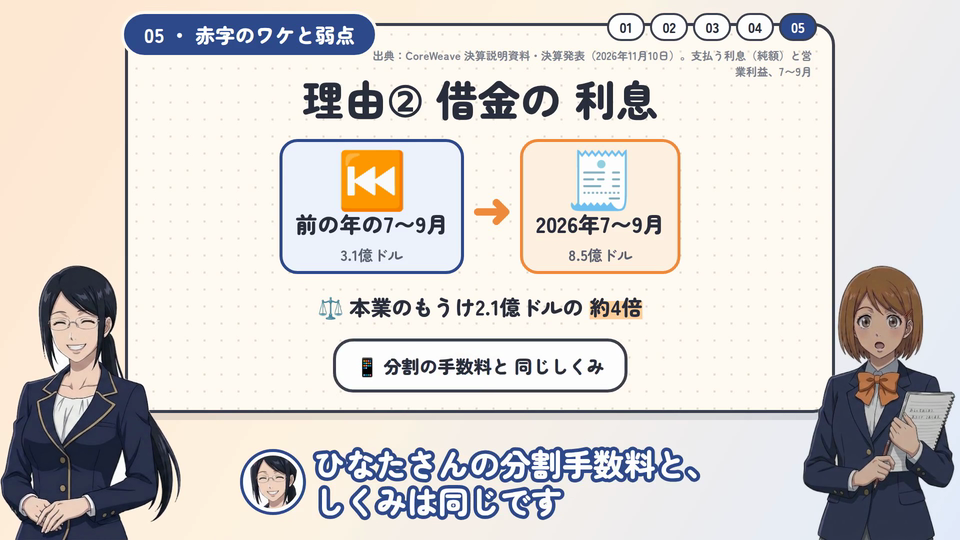 05 ・ 赤字のワケと弱点
01 02 03 04 05
出典：CoreWeave 決算説明資料・決算発表（2026年11月10日）。支払う利息（純額）と営
業利益、7〜9月
理由② 借金の 利息
前の年の7〜9月
3.1億ドル
2026年7〜9月
8.5億ドル
本業のもうけ2.1億ドルの 約4倍
分割の手数料と 同じしくみ
ひなたさんの分割手数料と、
しくみは同じです